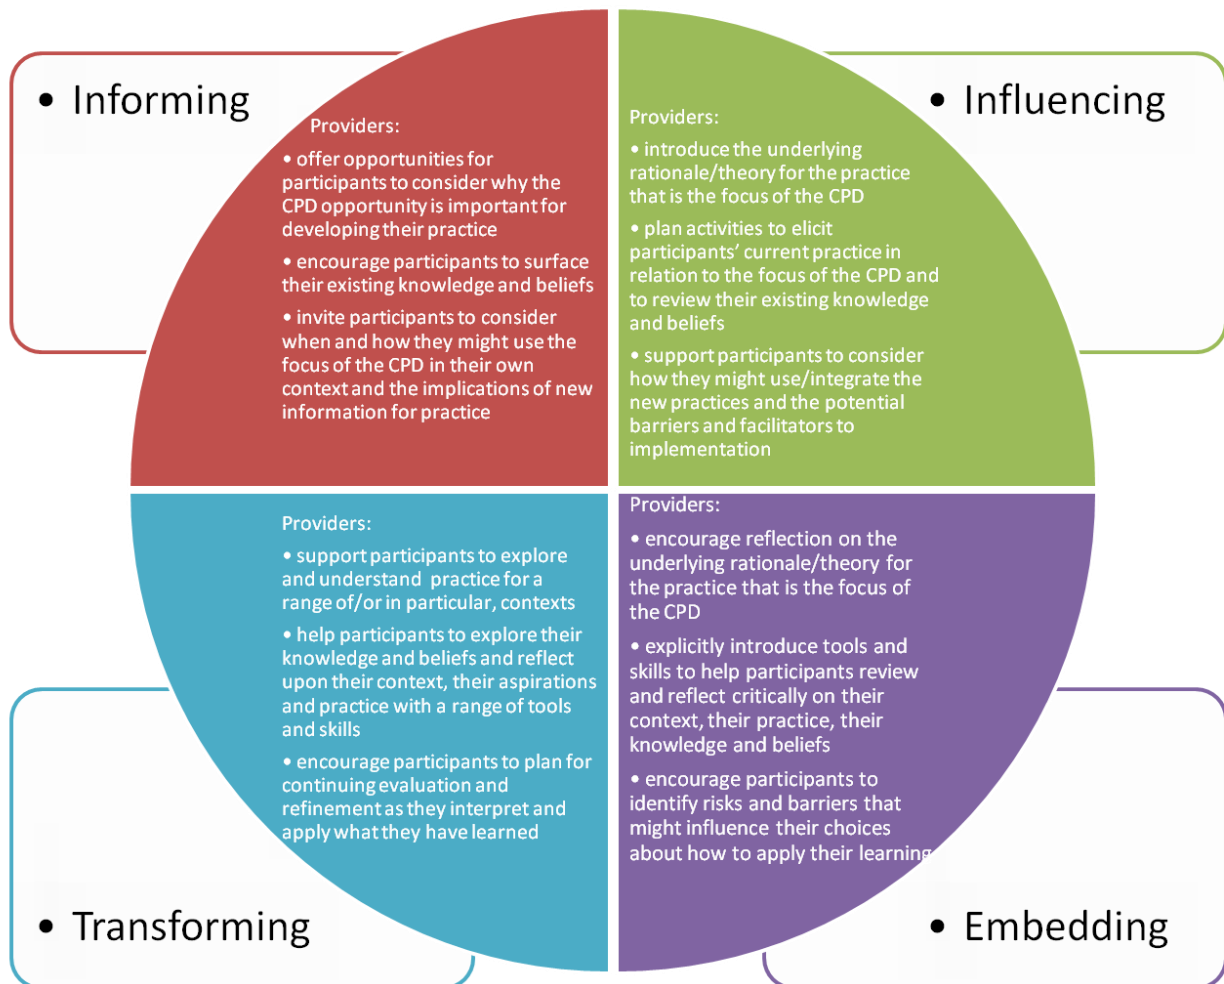 • Informing
Providers:
• offer opportunities for
participants to consider why the
CPD opportunity is important for
developing their practice
• encourage participants to surface
their existing knowledge and beliefs
• invite participants to consider
when and how they might use the
focus of the CPD in their own
context and the implications of new
information for practice
• Influencing
Providers:
• introduce the underlying
rationale/theory for the practice
that is the focus of the CPD
• plan activities to elicit
participants’ current practice in
relation to the focus of the CPD and
to review their existing knowledge
and beliefs
• support participants to consider
how they might use/integrate the
new practices and the potential
barriers and facilitators to
implementation
Providers:
• support participants to explore
and understand practice for a
range of/or in particular, contexts
• help participants to explore their
knowledge and beliefs and reflect
upon their context, their aspirations
and practice with a range of tools
and skills
• encourage participants to plan for
continuing evaluation and
refinement as they interpret and
apply what they have learned
• Transforming
Providers:
• encourage reflection on the
underlying rationale/theory for
the practice that is the focus of
the CPD
• explicitly introduce tools and
skills to help participants review
and reflect critically on their
context, their practice, their
knowledge and beliefs
• encourage participants to
identify risks and barriers that
might influence their choices
about how to apply their learning
• Embedding